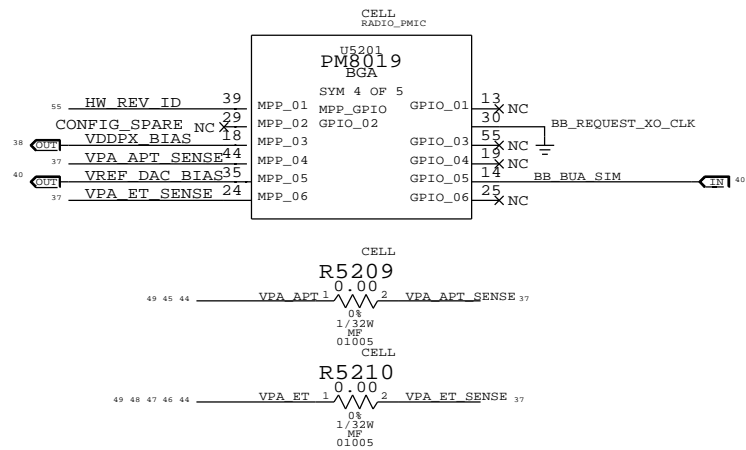 CELL
RADIO_PMIC
U5201
PM8019
BGA
SYM 4 OF 5
55 HW_REV_ID 39 MPP_01 MPP_GPIO GPIO_01 13 NC
CONFIG_SPARE NC 29 MPP_02 GPIO_02 30 BB_REQUEST_XO_CLK
38 OUT VDDPX_BIAS 18 MPP_03 GPIO_03 55 NC
37 VPA_APT_SENSE 44 MPP_04 GPIO_04 19 NC
40 OUT VREF_DAC_BIAS 35 MPP_05 GPIO_05 14 BB_BUA_SIM IN 40
37 VPA_ET_SENSE 24 MPP_06 GPIO_06 25 NC
CELL
R5209
0.00
49 45 44 VPA_APT 1 2 VPA_APT_SENSE 37
0%
1/32W
MF
01005
CELL
R5210
0.00
49 48 47 46 44 VPA_ET 1 2 VPA_ET_SENSE 37
0%
1/32W
MF
01005